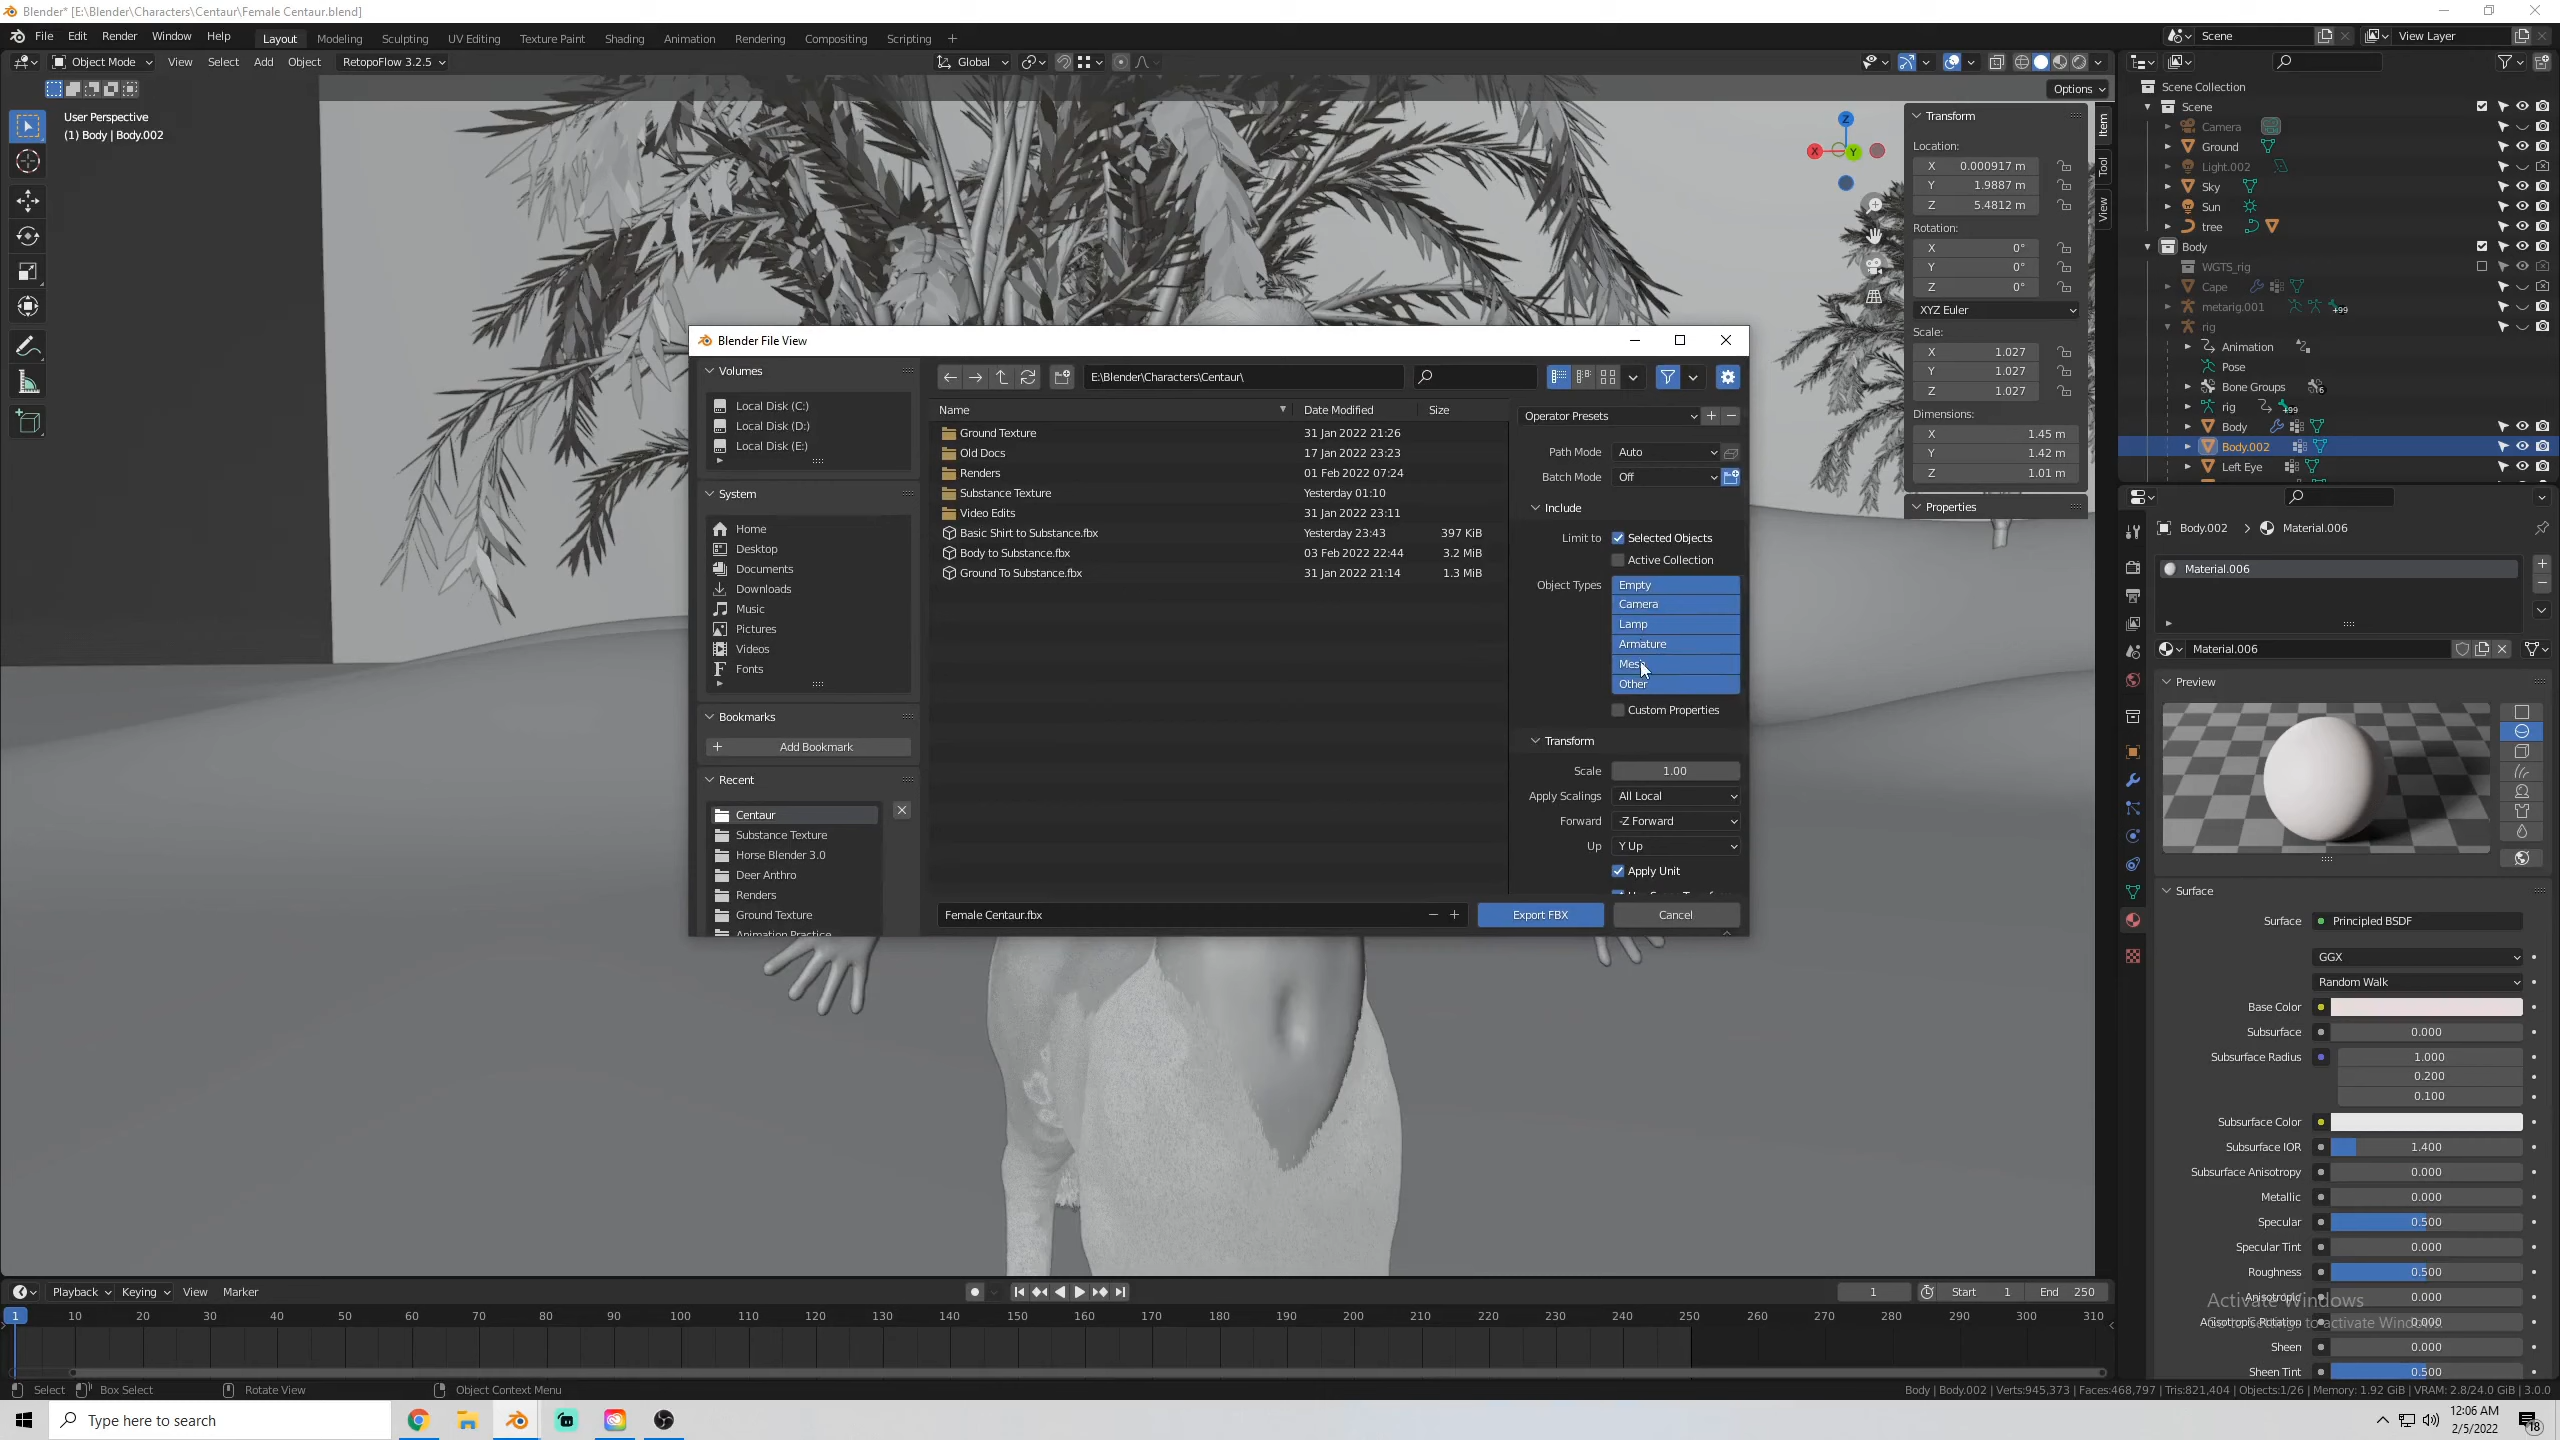 Blender* [E:\Blender\Characters\Centaur\Female Centaur.blend]
File Edit Render Window Help Layout Modeling Sculpting UV Editing Texture Paint Shading Animation Rendering Compositing Scripting + Scene View Layer
Object Mode View Select Add Object RetopoFlow 3.2.5 Global
Options
User Perspective
(1) Body | Body.002
Z
X
Y
Item
Tool
View
Transform
Location:
X 0.000917 m
Y 1.9887 m
Z 5.4812 m
Rotation:
X 0°
Y 0°
Z 0°
XYZ Euler
Scale:
X 1.027
Y 1.027
Z 1.027
Dimensions:
X 1.45 m
Y 1.42 m
Z 1.01 m
Properties
Scene Collection
Scene
Camera
Ground
Light.002
Sky
Sun
tree
Body
WGTS_rig
Cape
metarig.001 +99
rig
Animation
Pose
Bone Groups 6
rig +99
Body
Body.002
Left Eye
Blender File View
Volumes
Local Disk (C:)
Local Disk (D:)
Local Disk (E:)
System
Home
Desktop
Documents
Downloads
Music
Pictures
Videos
Fonts
Bookmarks
Add Bookmark
Recent
Centaur
Substance Texture
Horse Blender 3.0
Deer Anthro
Renders
Ground Texture
Animation Practice
E:\Blender\Characters\Centaur\
Name Date Modified Size
Ground Texture 31 Jan 2022 21:26
Old Docs 17 Jan 2022 23:23
Renders 01 Feb 2022 07:24
Substance Texture Yesterday 01:10
Video Edits 31 Jan 2022 23:11
Basic Shirt to Substance.fbx Yesterday 23:43 397 KiB
Body to Substance.fbx 03 Feb 2022 22:44 3.2 MiB
Ground To Substance.fbx 31 Jan 2022 21:14 1.3 MiB
Operator Presets
Path Mode Auto
Batch Mode Off
Include
Limit to Selected Objects
Active Collection
Object Types Empty
Camera
Lamp
Armature
Mesh
Other
Custom Properties
Transform
Scale 1.00
Apply Scalings All Local
Forward -Z Forward
Up Y Up
Apply Unit
Female Centaur.fbx Export FBX Cancel
Body.002 > Material.006
Material.006
Material.006
Preview
Surface
Surface Principled BSDF
GGX
Random Walk
Base Color
Subsurface 0.000
Subsurface Radius 1.000
0.200
0.100
Subsurface Color
Subsurface IOR 1.400
Subsurface Anisotropy 0.000
Metallic 0.000
Specular 0.500
Specular Tint 0.000
Roughness 0.500
Anisotropic 0.000
Anisotropic Rotation 0.000
Sheen 0.000
Sheen Tint 0.500
Activate Windows
Go to Settings to activate Windows.
Playback Keying View Marker 1 Start 1 End 250
1 10 20 30 40 50 60 70 80 90 100 110 120 130 140 150 160 170 180 190 200 210 220 230 240 250 260 270 280 290 300 310
Select Box Select Rotate View Object Context Menu Body | Body.002 | Verts:945,373 | Faces:468,797 | Tris:821,404 | Objects:1/26 | Memory: 1.92 GiB | VRAM: 2.8/24.0 GiB | 3.0.0
Type here to search
12:06 AM
2/5/2022
18